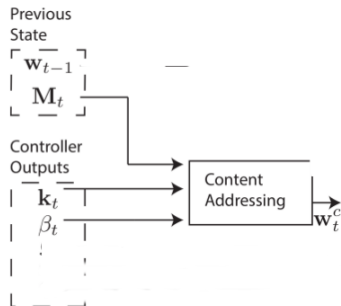 Previous
State
w_{t−1}
M_t
Controller
Outputs
k_t
β_t
Content
Addressing
w_t^c